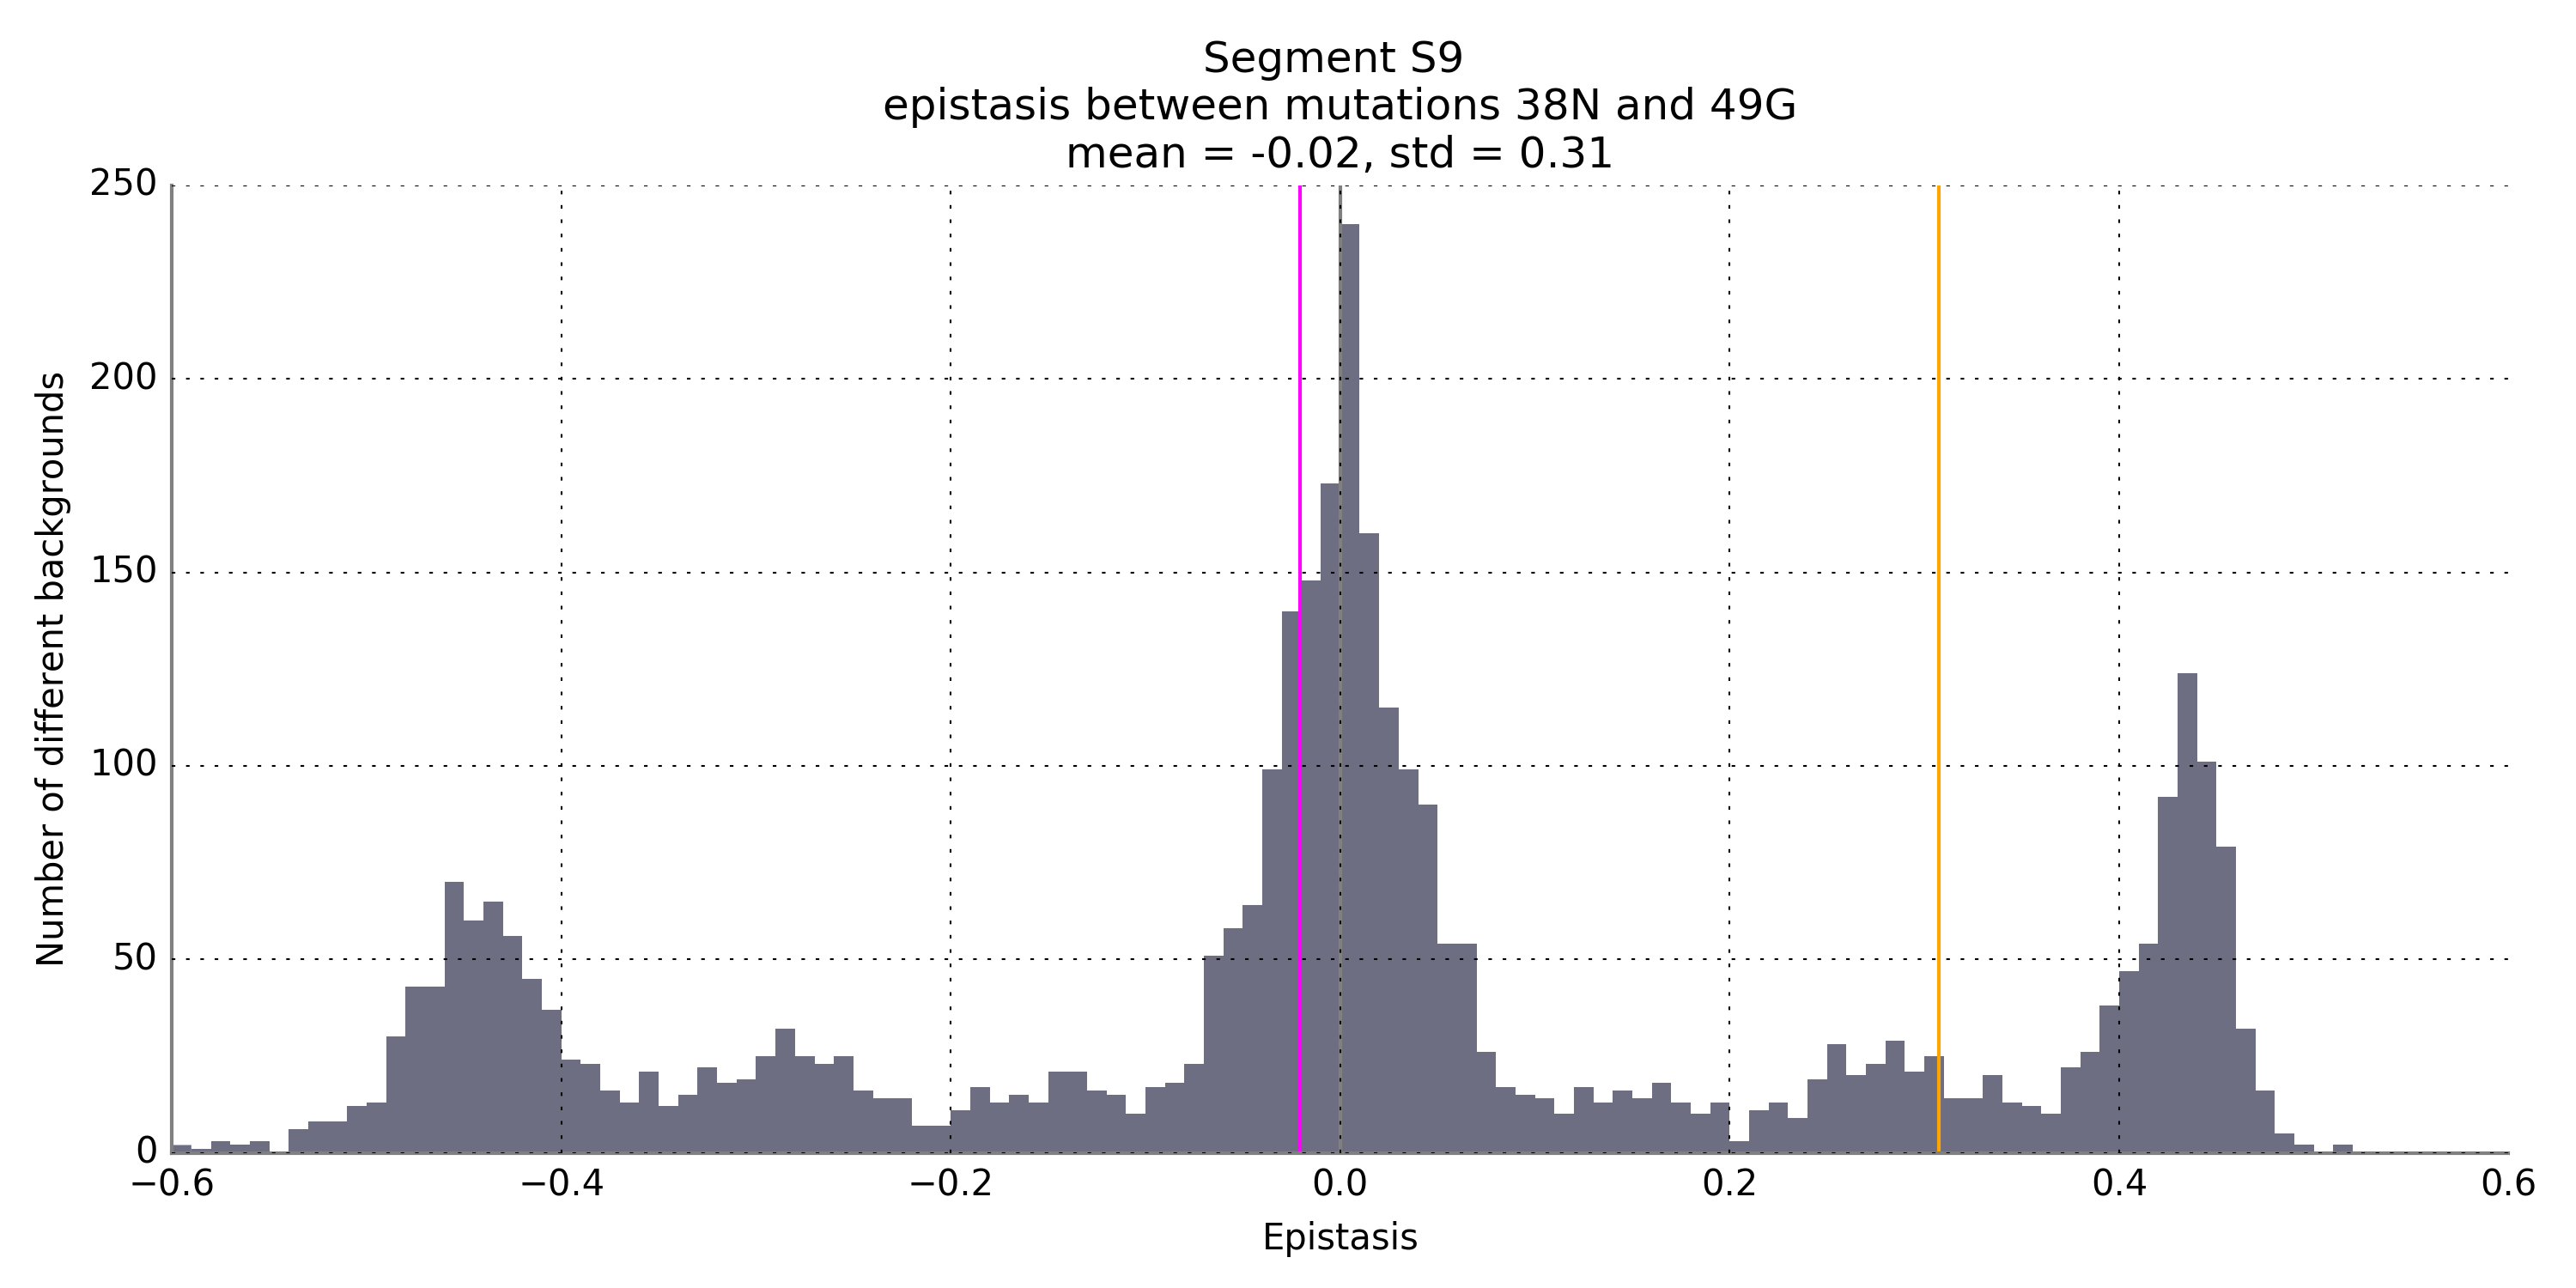 Segment S9
epistasis between mutations 38N and 49G
mean = -0.02, std = 0.31
250
200
150
100
50
0
Number of different backgrounds
−0.6 −0.4 −0.2 0.0 0.2 0.4 0.6
Epistasis